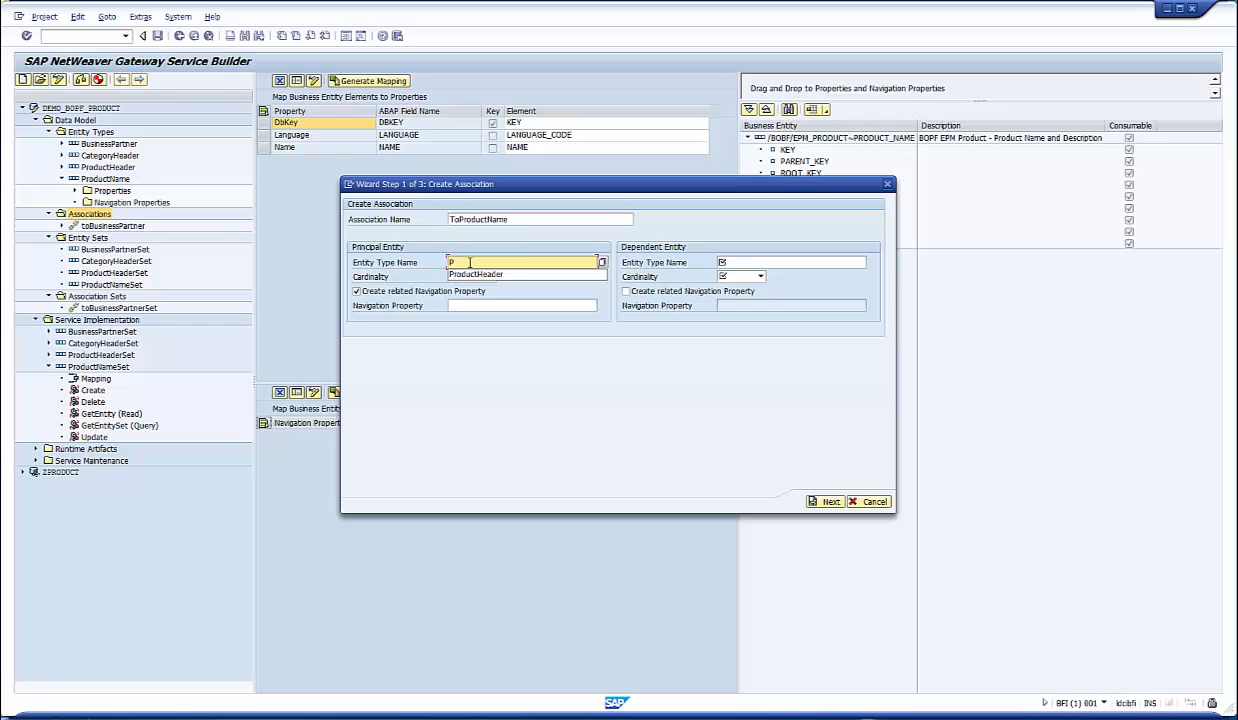 Project Edit Goto Extras System Help
SAP NetWeaver Gateway Service Builder
DEMO_BOPF_PRODUCT
Data Model
Entity Types
BusinessPartner
CategoryHeader
ProductHeader
ProductName
Properties
Navigation Properties
Associations
toBusinessPartner
Entity Sets
BusinessPartnerSet
CategoryHeaderSet
ProductHeaderSet
ProductNameSet
Association Sets
toBusinessPartnerSet
Service Implementation
BusinessPartnerSet
CategoryHeaderSet
ProductHeaderSet
ProductNameSet
Mapping
Create
Delete
GetEntity (Read)
GetEntitySet (Query)
Update
Runtime Artifacts
Service Maintenance
ZPRODUCT
Generate Mapping
Map Business Entity Elements to Properties
Property ABAP Field Name Key Element
DbKey DBKEY KEY
Language LANGUAGE LANGUAGE_CODE
Name NAME NAME
Map Business Entit
Navigation Propert
Drag and Drop to Properties and Navigation Properties
Business Entity Description Consumable
/BOBF/EPM_PRODUCT~PRODUCT_NAME BOPF EPM Product - Product Name and Description
KEY
PARENT_KEY
ROOT_KEY
Wizard Step 1 of 3: Create Association
Create Association
Association Name ToProductName
Principal Entity
Entity Type Name P
ProductHeader
Cardinality
Create related Navigation Property
Navigation Property
Dependent Entity
Entity Type Name
Cardinality
Create related Navigation Property
Navigation Property
Next Cancel
SAP
BFI (1) 001 ldcibfi INS